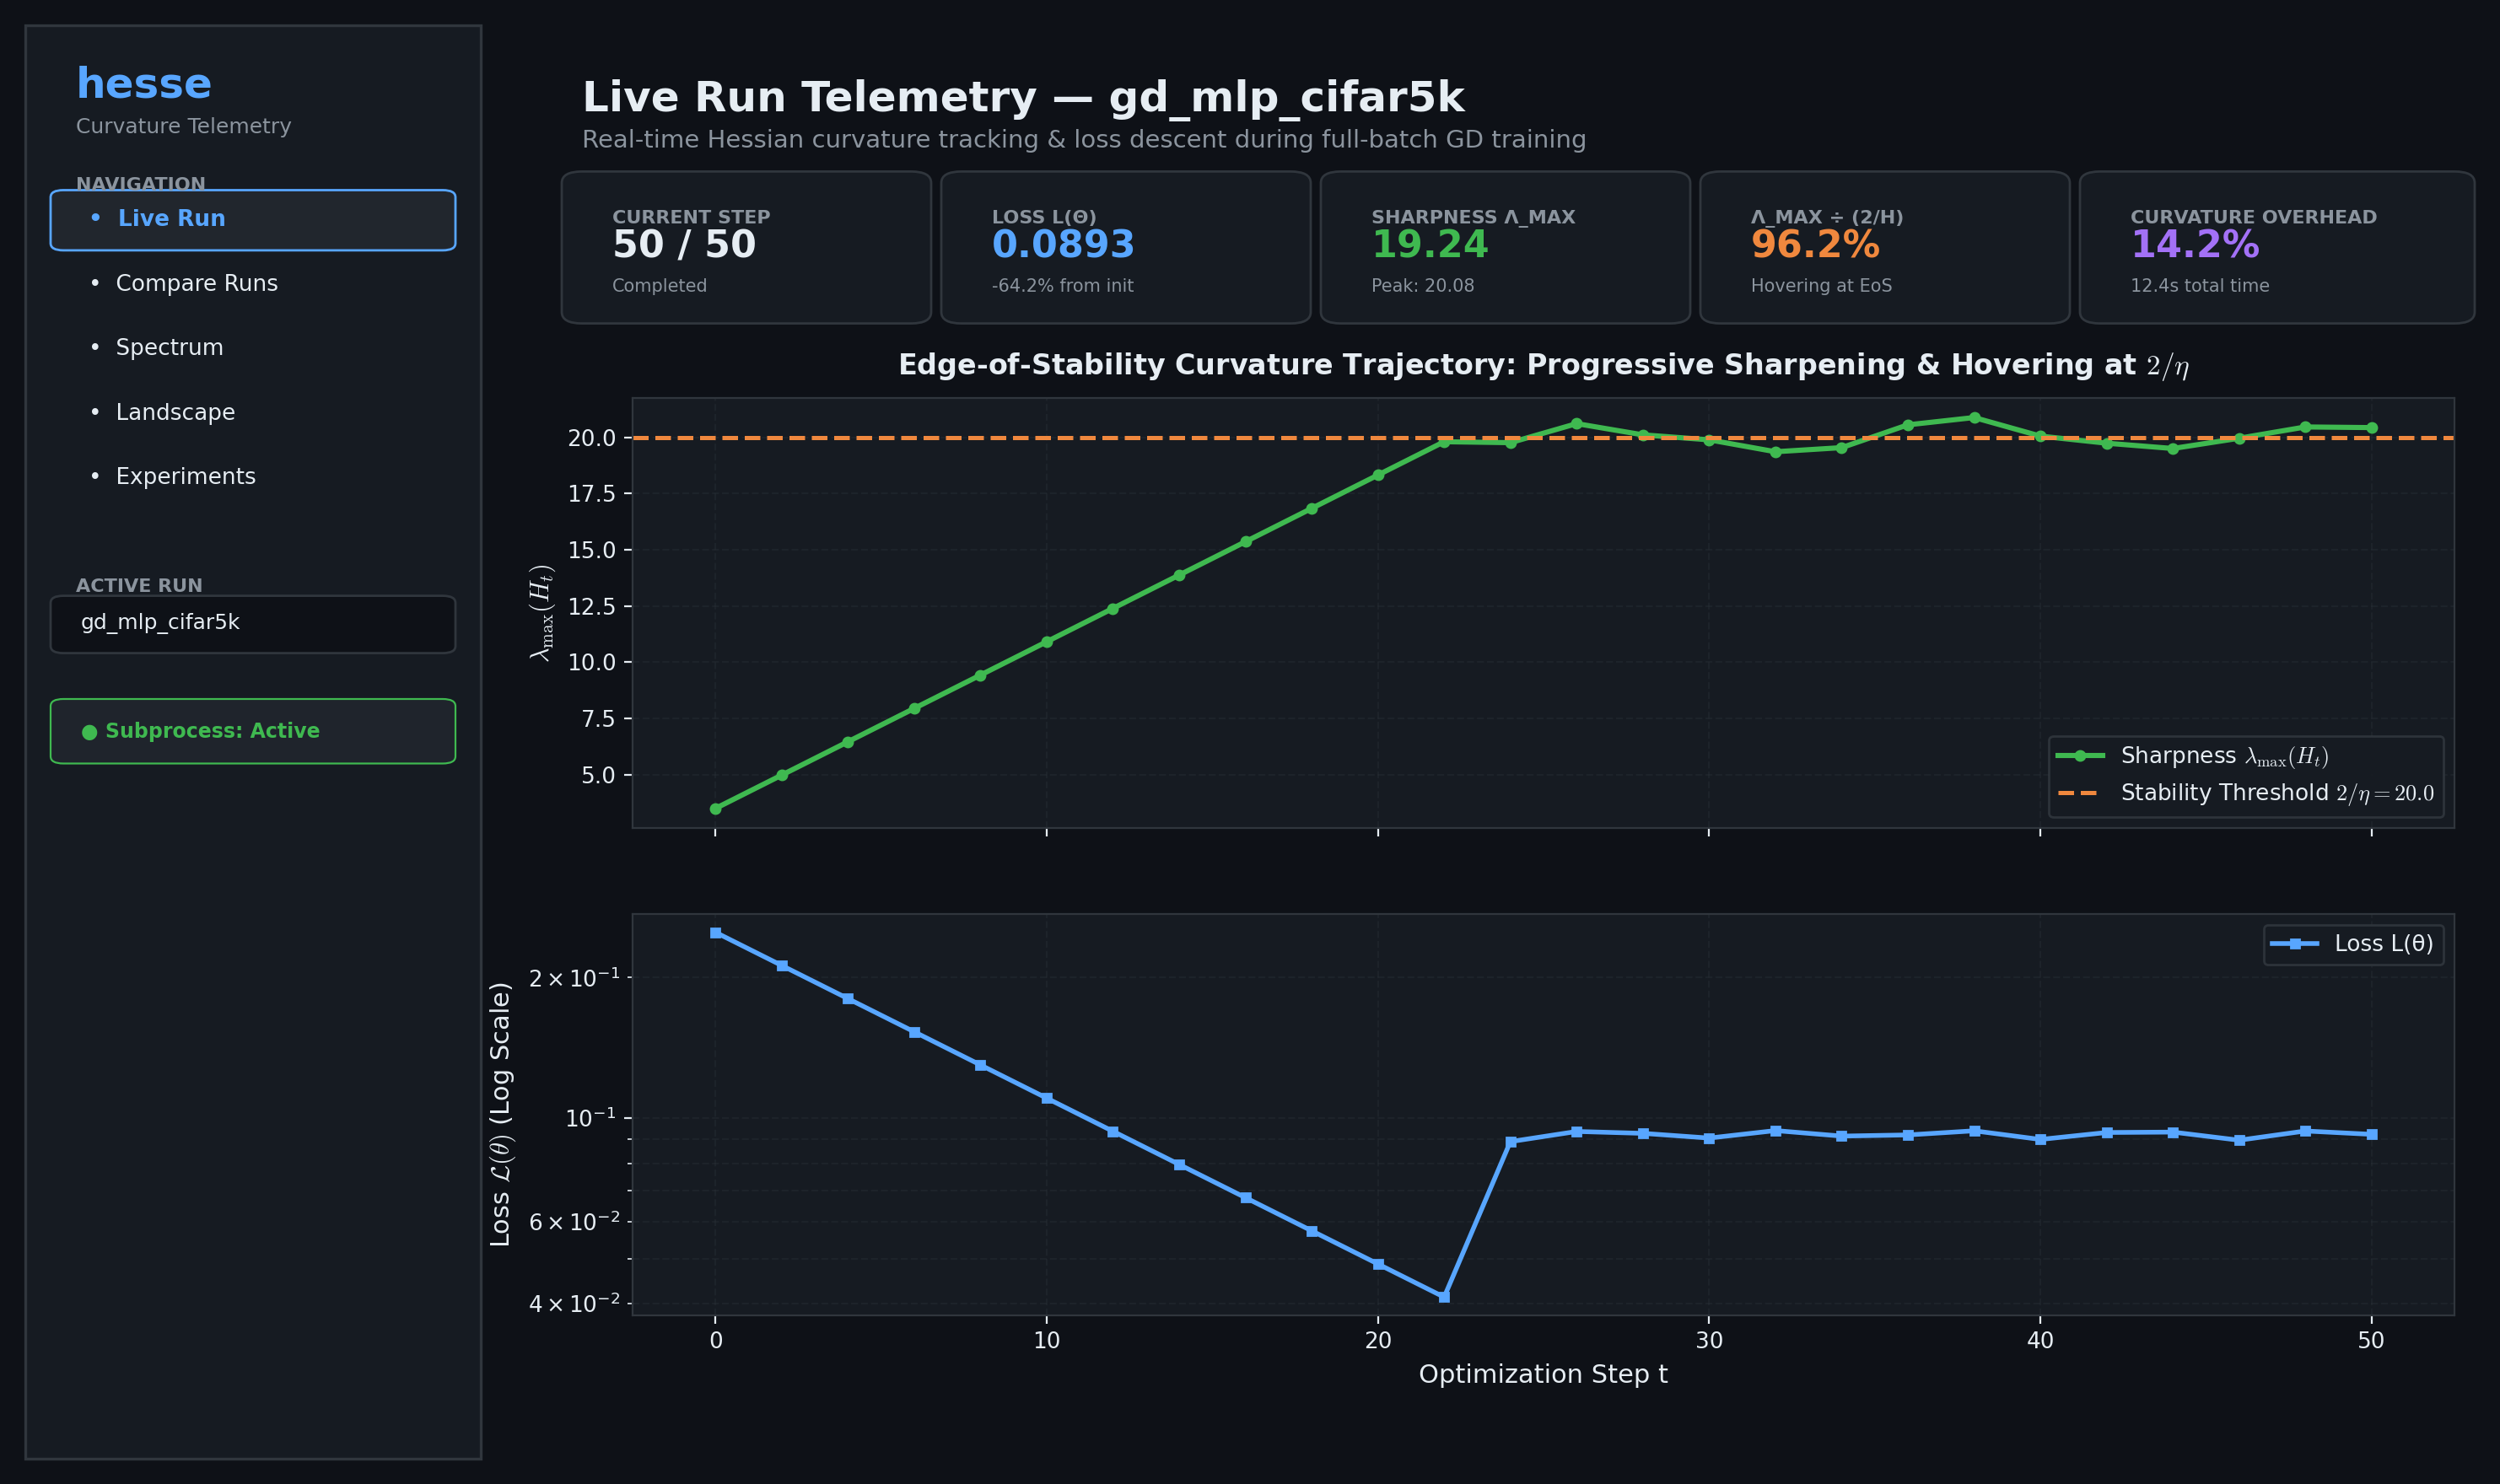 hesse
Curvature Telemetry
NAVIGATION
• Live Run
• Compare Runs
• Spectrum
• Landscape
• Experiments
ACTIVE RUN
gd_mlp_cifar5k
● Subprocess: Active
Live Run Telemetry — gd_mlp_cifar5k
Real-time Hessian curvature tracking & loss descent during full-batch GD training
CURRENT STEP
50 / 50
Completed
LOSS L(Θ)
0.0893
-64.2% from init
SHARPNESS Λ_MAX
19.24
Peak: 20.08
Λ_MAX ÷ (2/H)
96.2%
Hovering at EoS
CURVATURE OVERHEAD
14.2%
12.4s total time
Edge-of-Stability Curvature Trajectory: Progressive Sharpening & Hovering at 2/η
λmax(Ht)
20.0
17.5
15.0
12.5
10.0
7.5
5.0
Sharpness λmax(Ht)
Stability Threshold 2/η = 20.0
Loss ℒ(θ) (Log Scale)
2 × 10⁻¹
10⁻¹
6 × 10⁻²
4 × 10⁻²
Loss L(θ)
0 10 20 30 40 50
Optimization Step t